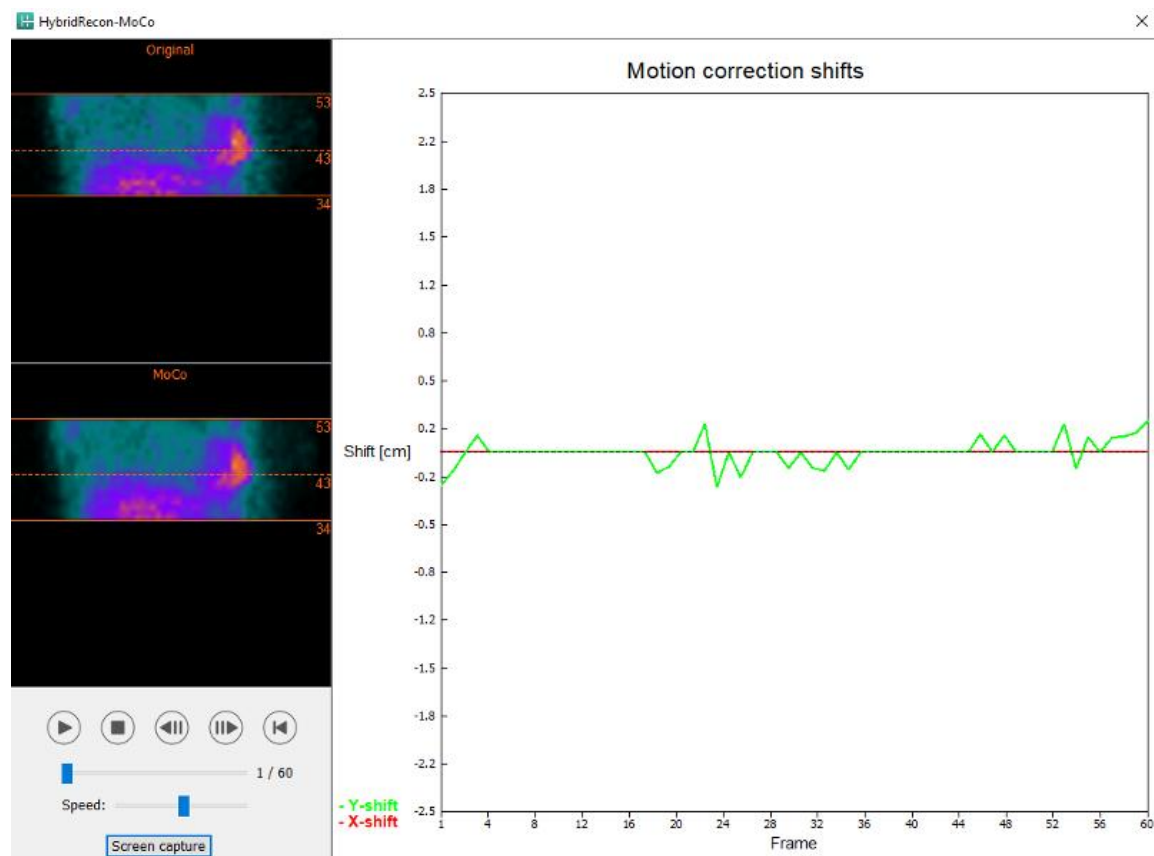 HybridRecon-MoCo
Original
53
43
34
MoCo
53
43
34
1 / 60
Speed:
Screen capture
Motion correction shifts
2.5
2.2
1.8
1.5
1.2
0.8
0.5
0.2
Shift [cm]
-0.2
-0.5
-0.8
-1.2
-1.5
-1.8
-2.2
-2.5
- Y-shift
- X-shift
1 4 8 12 16 20 24 28 32 36 40 44 48 52 56 60
Frame